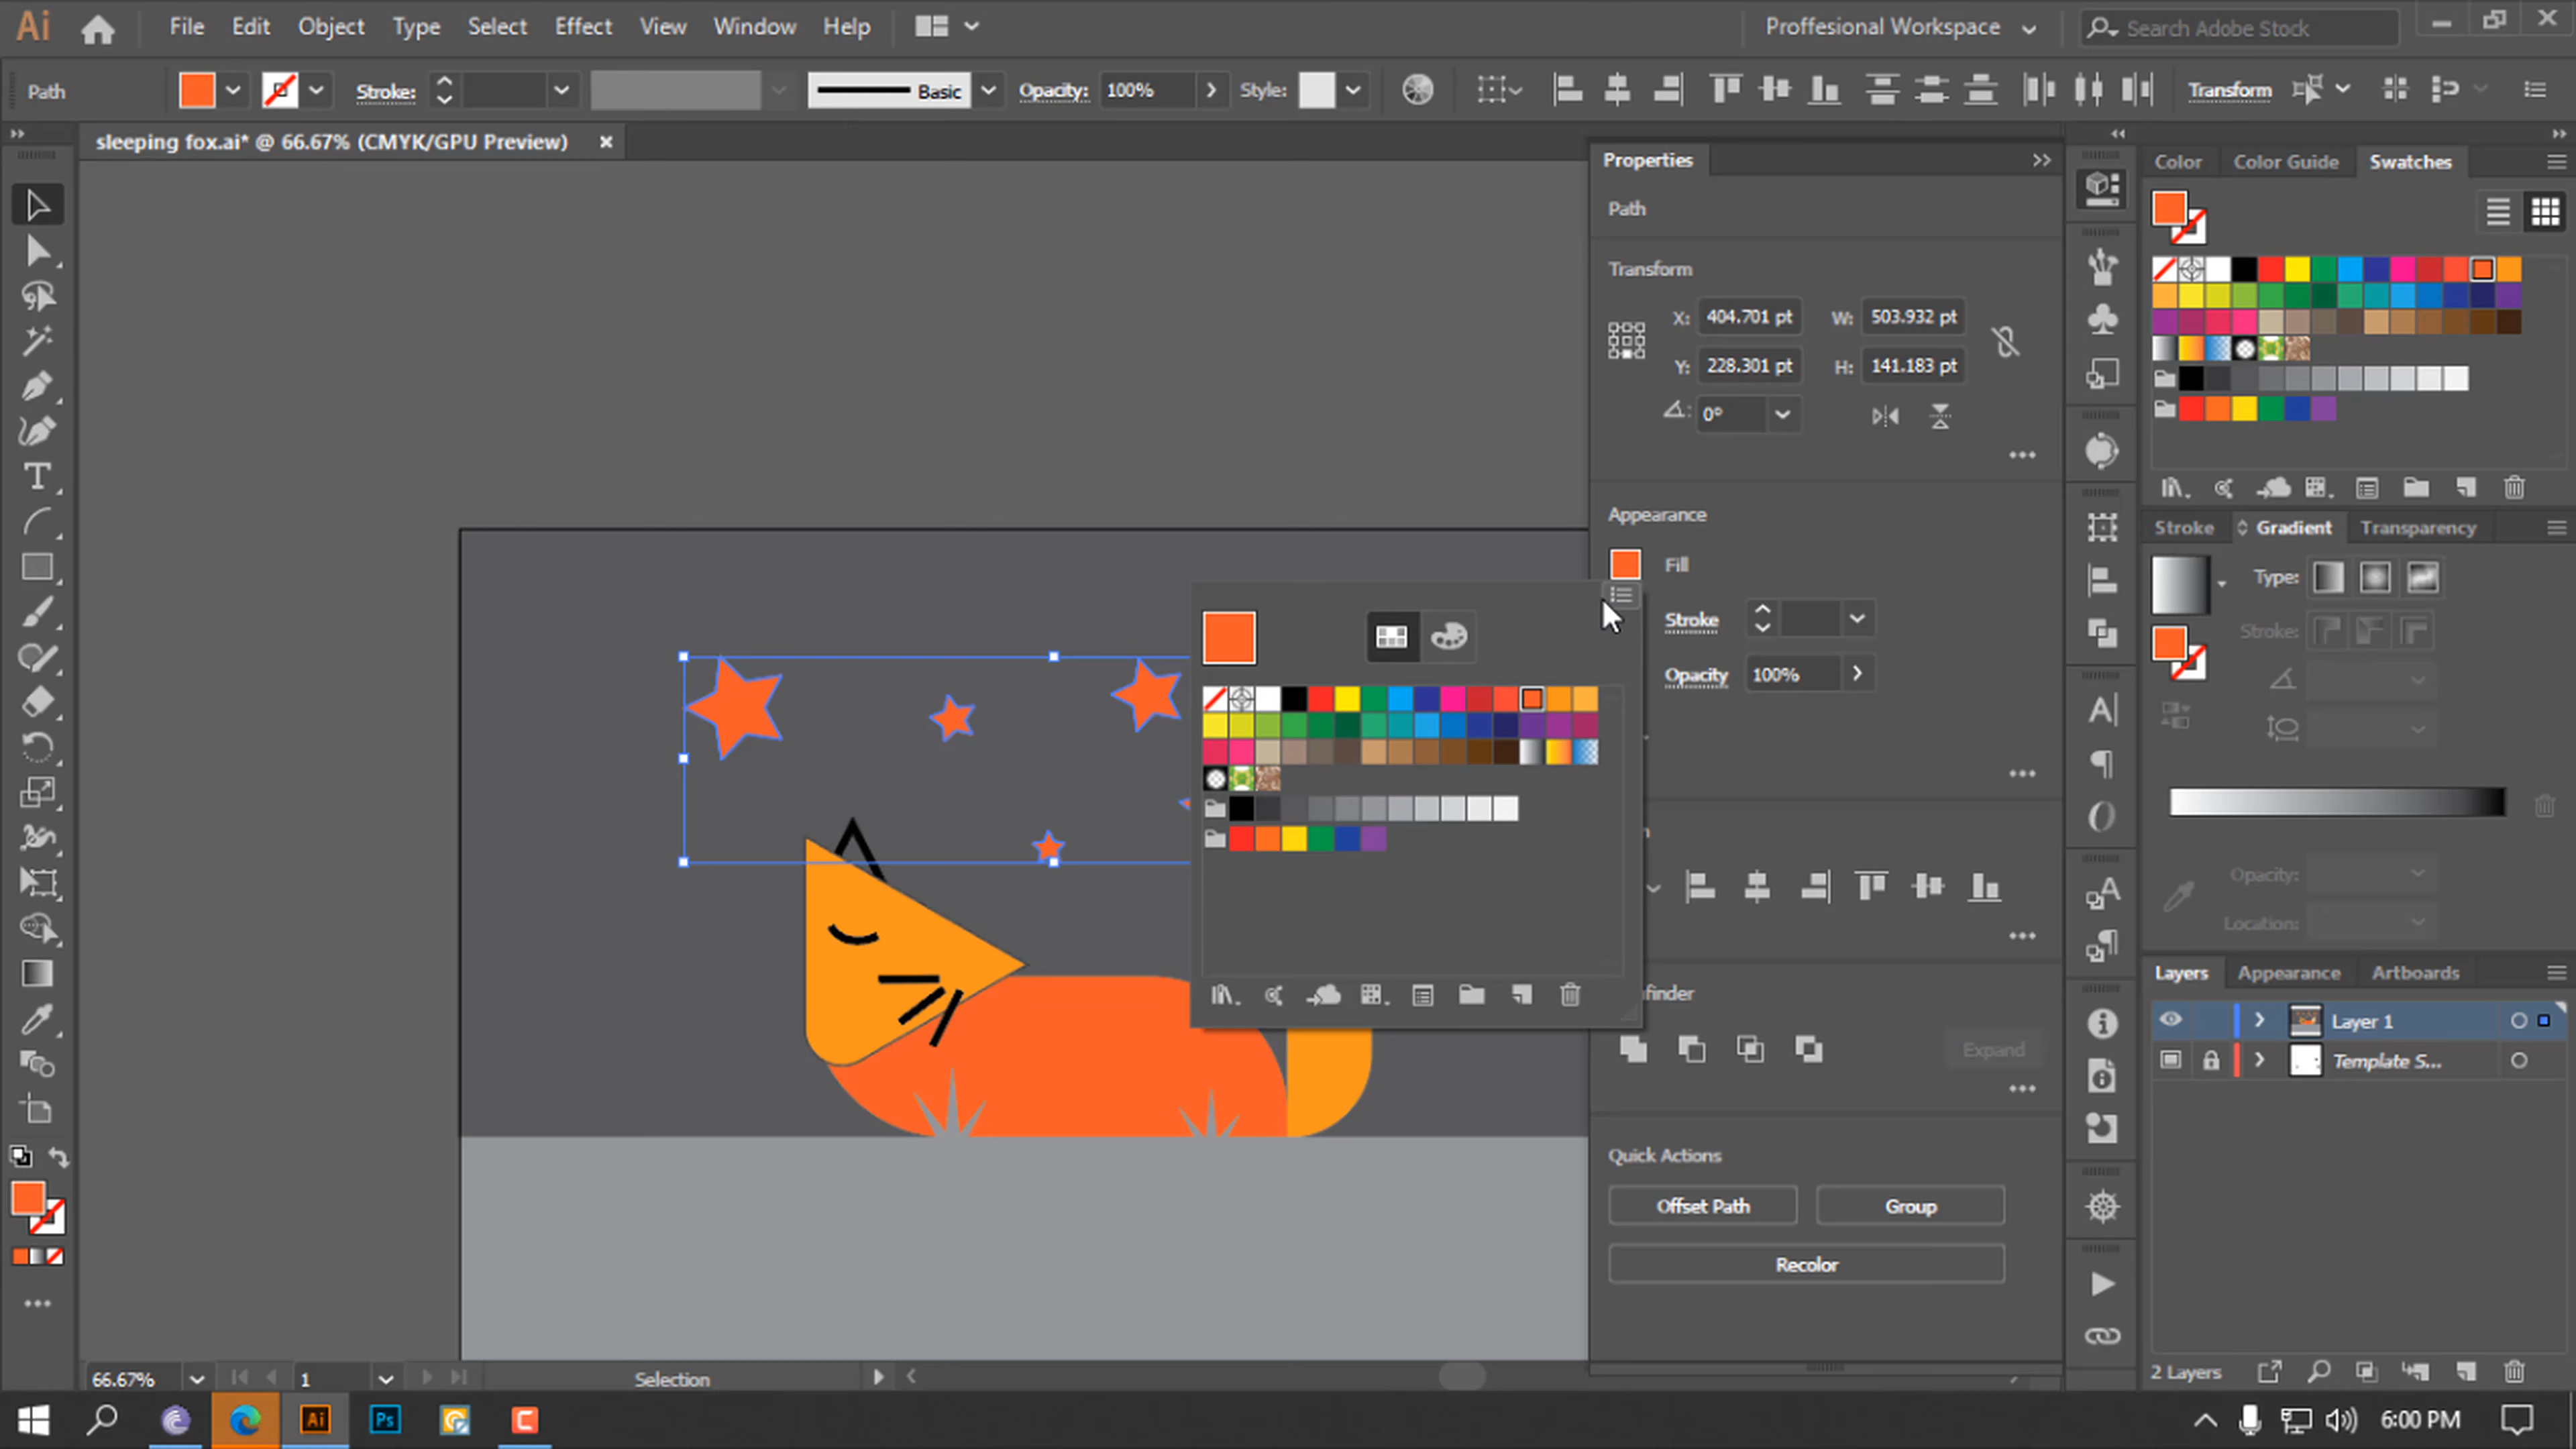 Ai File Edit Object Type Select Effect View Window Help Proffesional Workspace Search Adobe Stock
Path Stroke: Basic Opacity: 100% Style: Transform
sleeping fox.ai* @ 66.67% (CMYK/GPU Preview)
Properties
Color Color Guide Swatches
Path
Transform
X: 404.701 pt W: 503.932 pt
Y: 228.301 pt H: 141.183 pt
0°
Appearance
Fill
Stroke
Opacity 100%
n
finder
Expand
Quick Actions
Offset Path Group
Recolor
Stroke Gradient Transparency
Type:
Stroke:
Opacity:
Location:
Layers Appearance Artboards
Layer 1
Template S...
2 Layers
66.67% 1 Selection
Ai Ps 6:00 PM